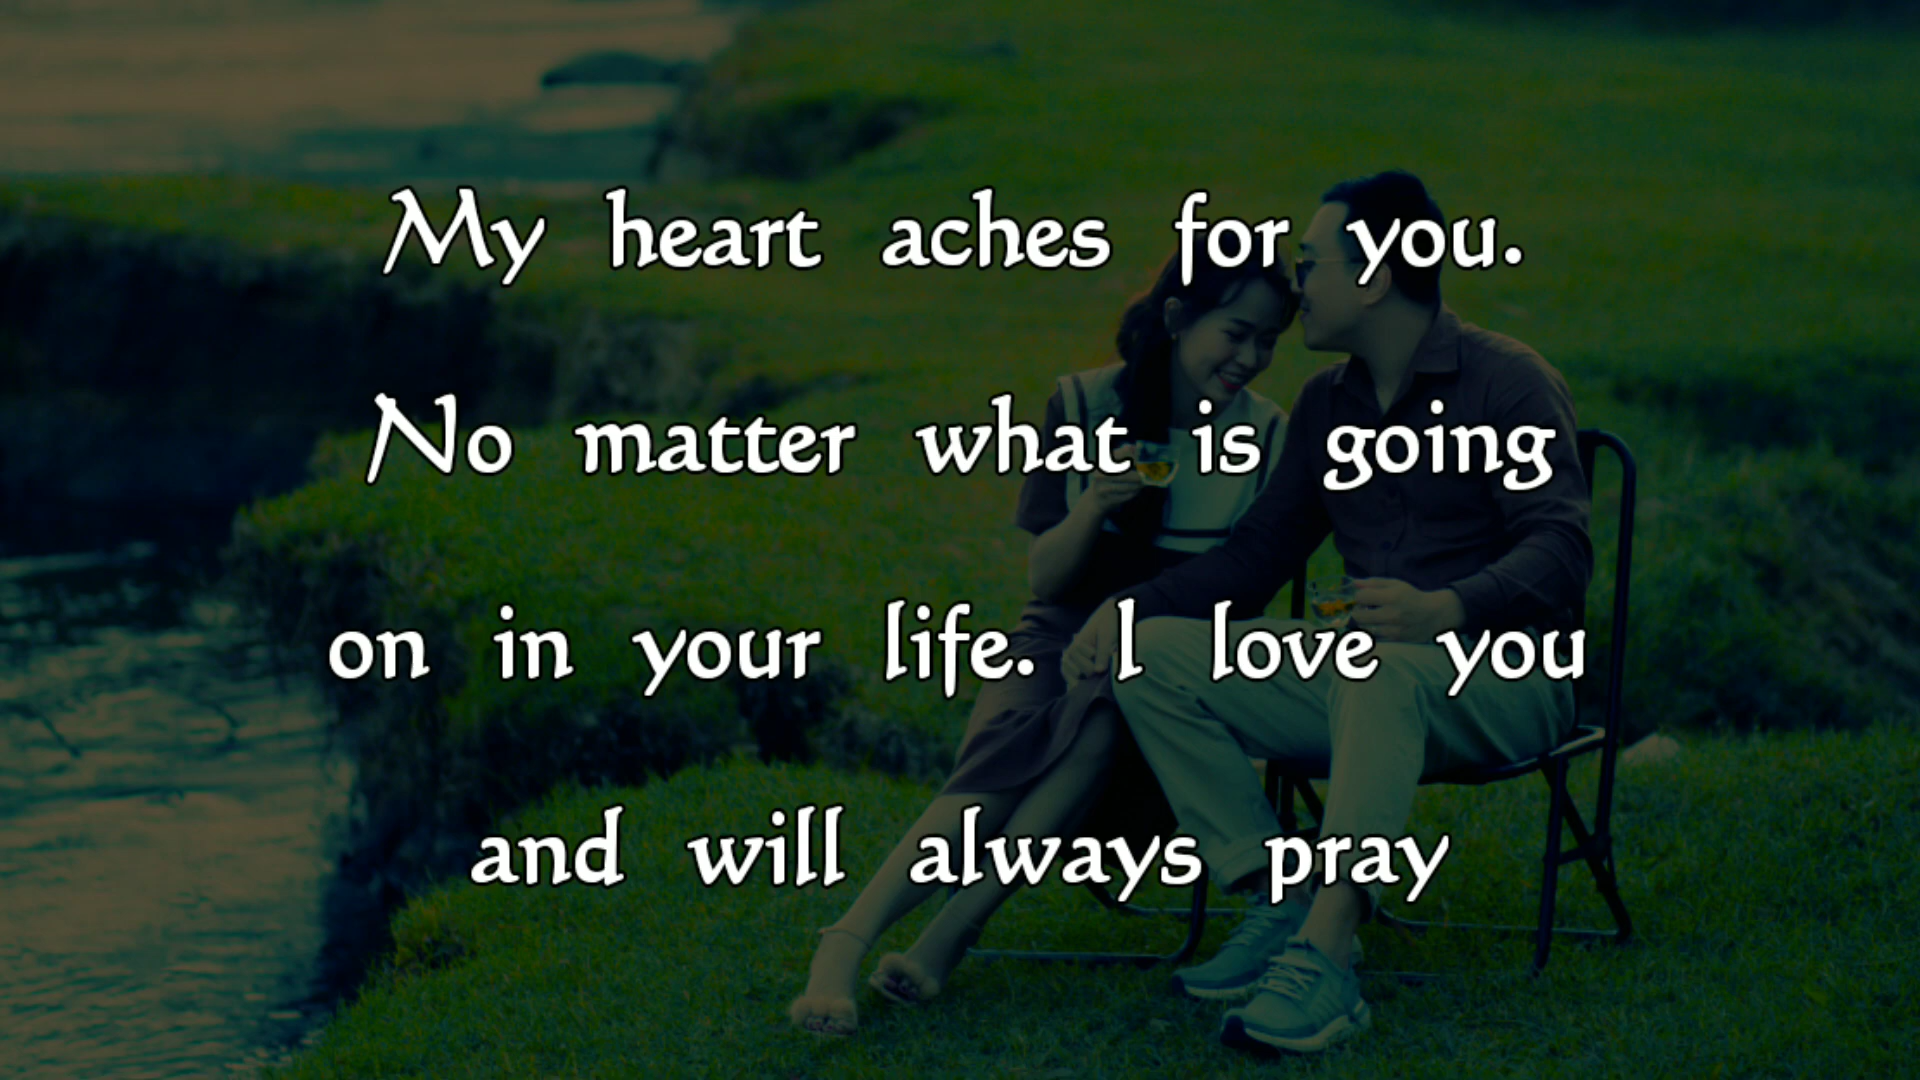 My heart aches for you.
No matter what is going
on in your life. I love you
and will always pray